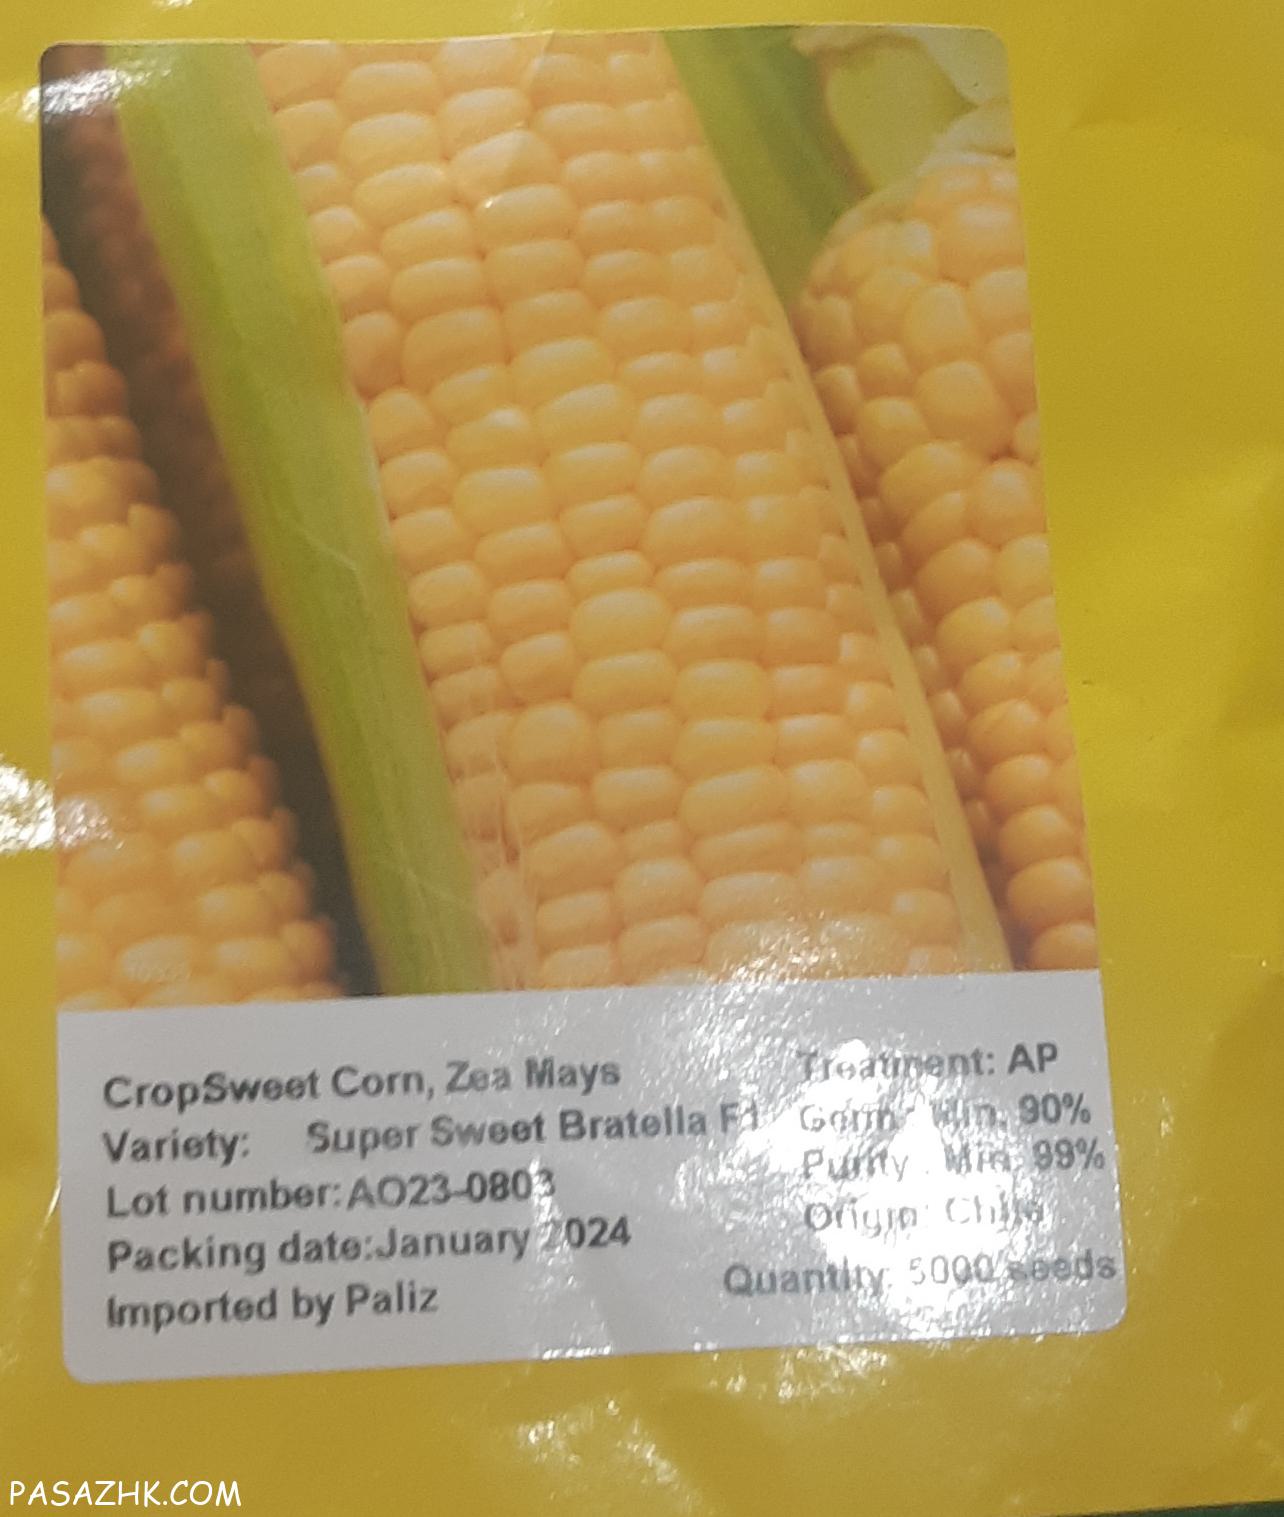 CropSweet Corn, Zea Mays
Variety: Super Sweet Bratella F1
Lot number:AO23-0803
Packing date:January 2024
Imported by Paliz
Treatment: AP
Germ.: Min. 90%
Purity : Min. 99%
Origin:
Quantity: 5000 seeds
PASAZHK.COM